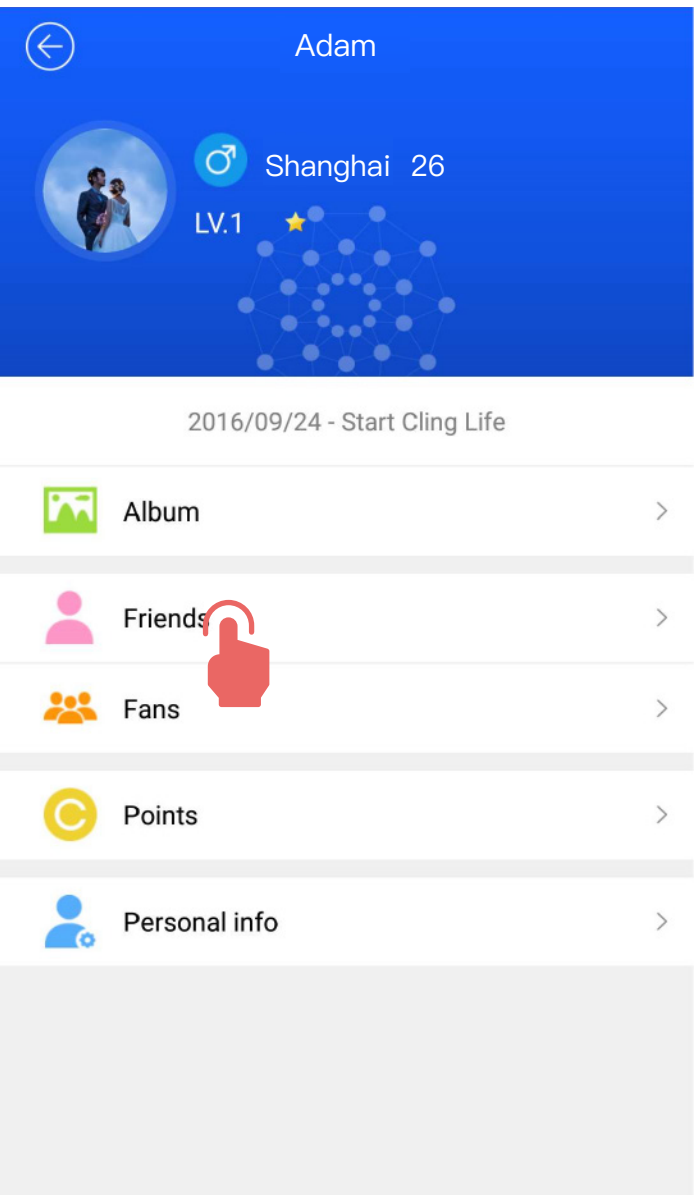 Adam
Shanghai 26
LV.1
2016/09/24 - Start Cling Life
Album
Friends
Fans
Points
Personal info